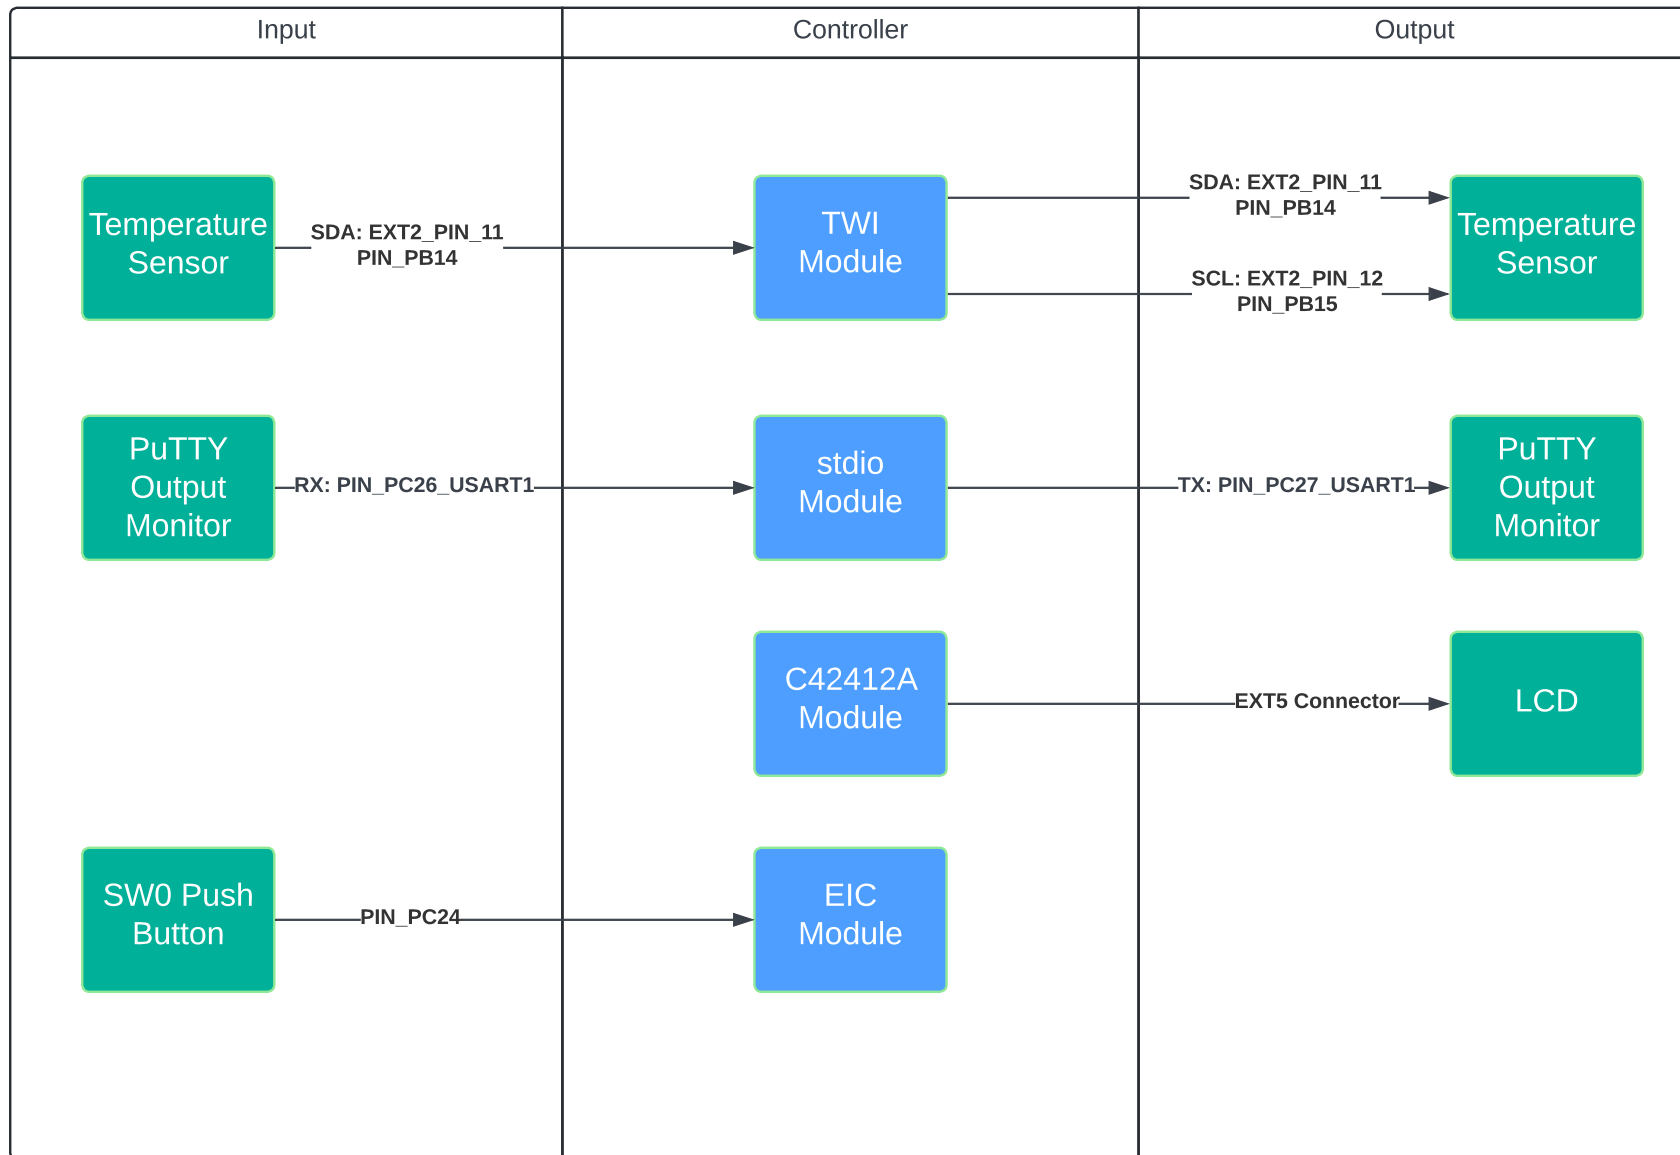 Input
Controller
Output
Temperature
Sensor
SDA: EXT2_PIN_11
PIN_PB14
TWI
Module
SDA: EXT2_PIN_11
PIN_PB14
SCL: EXT2_PIN_12
PIN_PB15
Temperature
Sensor
PuTTY
Output
Monitor
RX: PIN_PC26_USART1
stdio
Module
TX: PIN_PC27_USART1
PuTTY
Output
Monitor
C42412A
Module
EXT5 Connector
LCD
SW0 Push
Button
PIN_PC24
EIC
Module